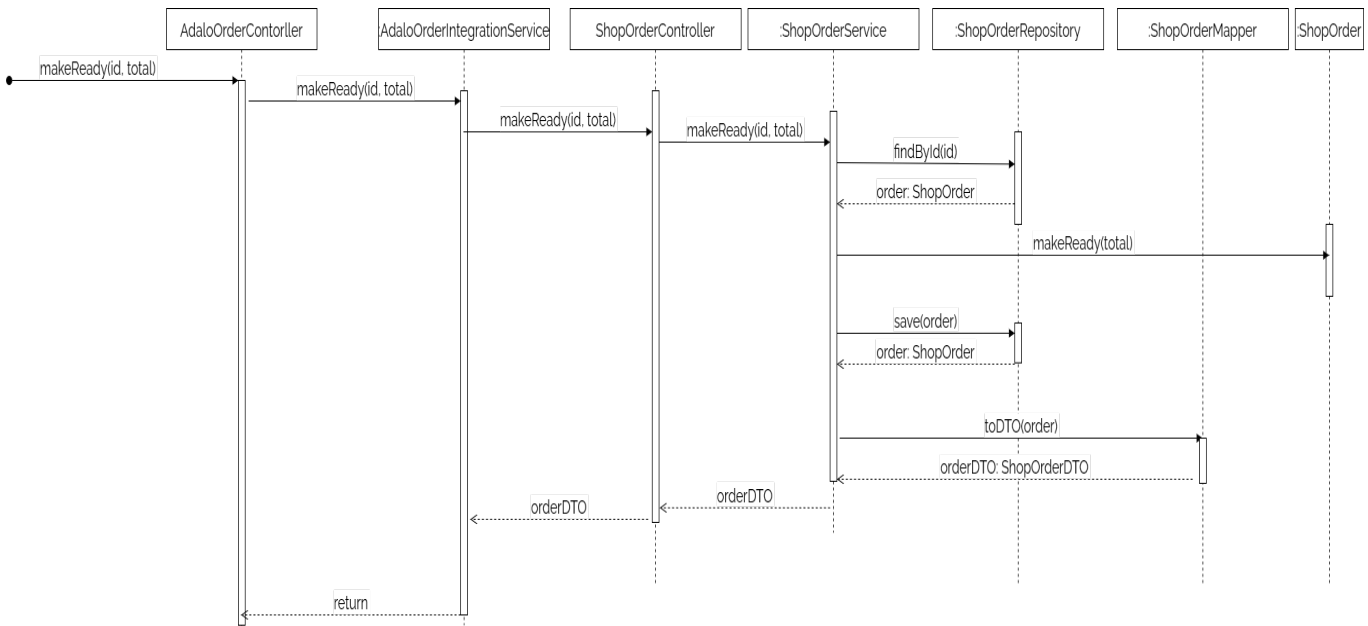 AdaloOrderContorller
:AdaloOrderIntegrationService
ShopOrderController
:ShopOrderService
:ShopOrderRepository
:ShopOrderMapper
:ShopOrder
makeReady(id, total)
makeReady(id, total)
makeReady(id, total)
makeReady(id, total)
findById(id)
order: ShopOrder
makeReady(total)
save(order)
order: ShopOrder
toDTO(order)
orderDTO: ShopOrderDTO
orderDTO
orderDTO
return